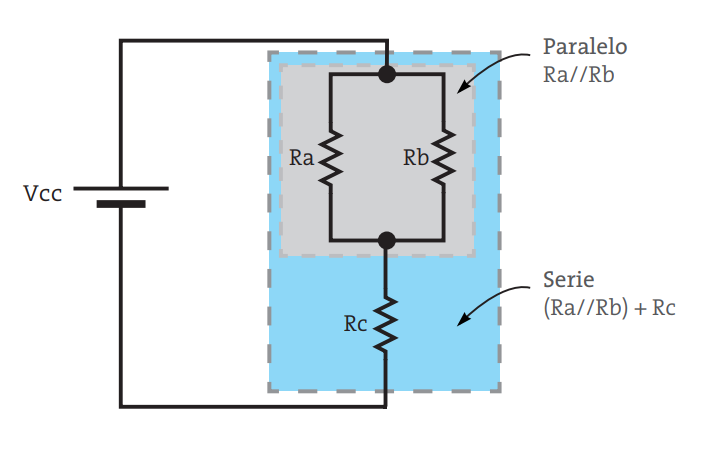 Paralelo
Ra//Rb
Ra
Rb
Vcc
Serie
(Ra//Rb) + Rc
Rc